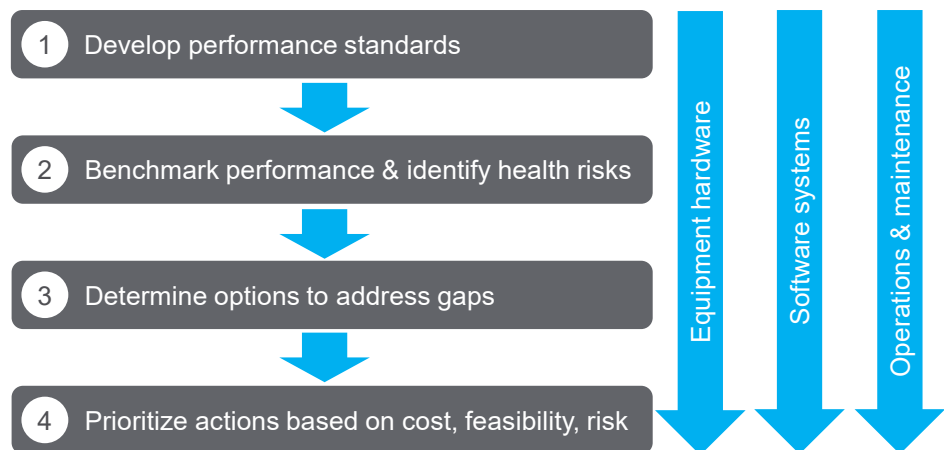 1 Develop performance standards
2 Benchmark performance & identify health risks
3 Determine options to address gaps
4 Prioritize actions based on cost, feasibility, risk
Equipment hardware
Software systems
Operations & maintenance